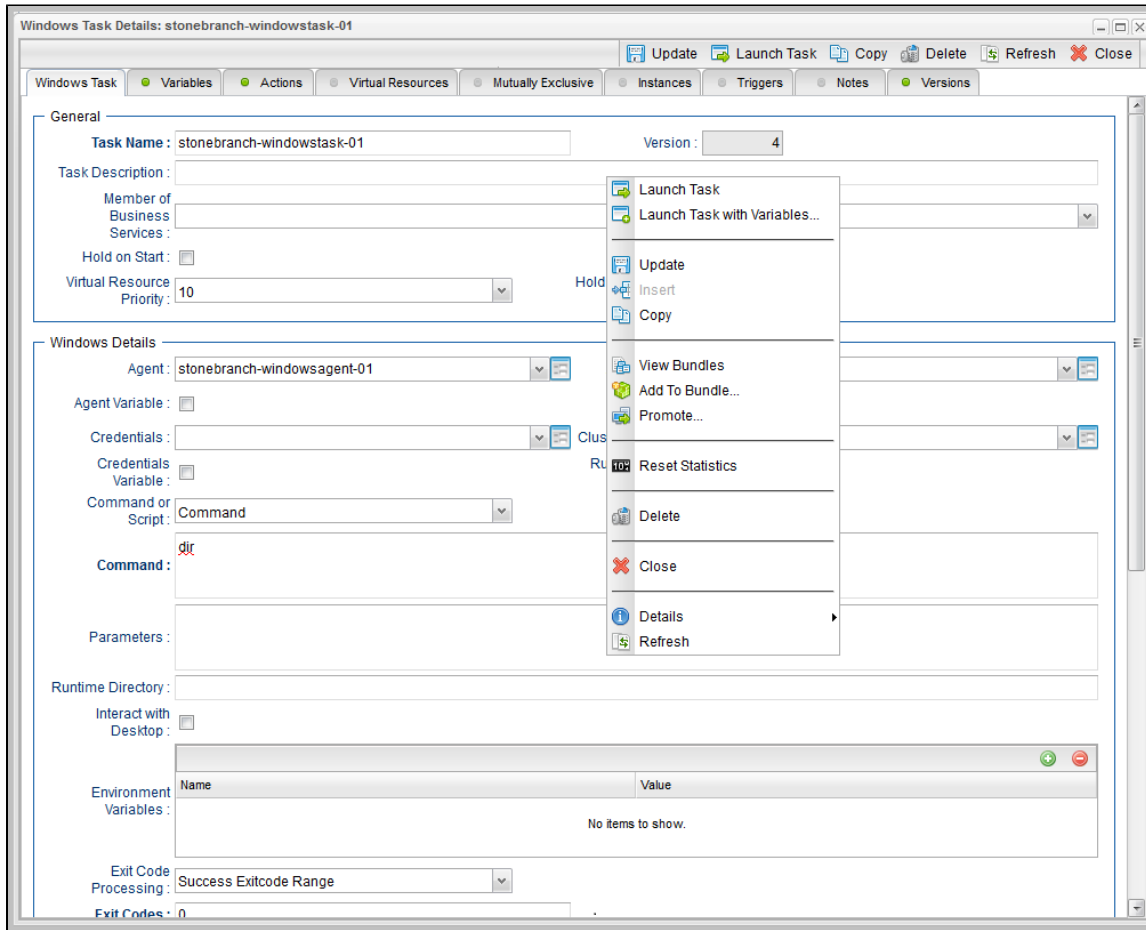 Windows Task Details: stonebranch-windowstask-01
Update Launch Task Copy Delete Refresh Close
Windows Task Variables Actions Virtual Resources Mutually Exclusive Instances Triggers Notes Versions
General
Task Name : stonebranch-windowstask-01 Version : 4
Task Description :
Member of
Business
Services :
Hold on Start :
Virtual Resource
Priority : 10 Hold
Launch Task
Launch Task with Variables...
Update
Insert
Copy
View Bundles
Add To Bundle...
Promote...
Reset Statistics
Delete
Close
Details
Refresh
Windows Details
Agent : stonebranch-windowsagent-01
Agent Variable :
Credentials : Clus
Credentials
Variable : Ru
Command or
Script : Command
Command : dir
Parameters :
Runtime Directory :
Interact with
Desktop :
Environment
Variables :
Name Value
No items to show.
Exit Code
Processing : Success Exitcode Range
Exit Codes : 0